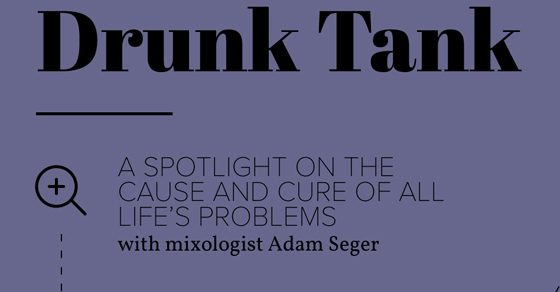 Drunk Tank
A SPOTLIGHT ON THE
CAUSE AND CURE OF ALL
LIFE'S PROBLEMS
with mixologist Adam Seger